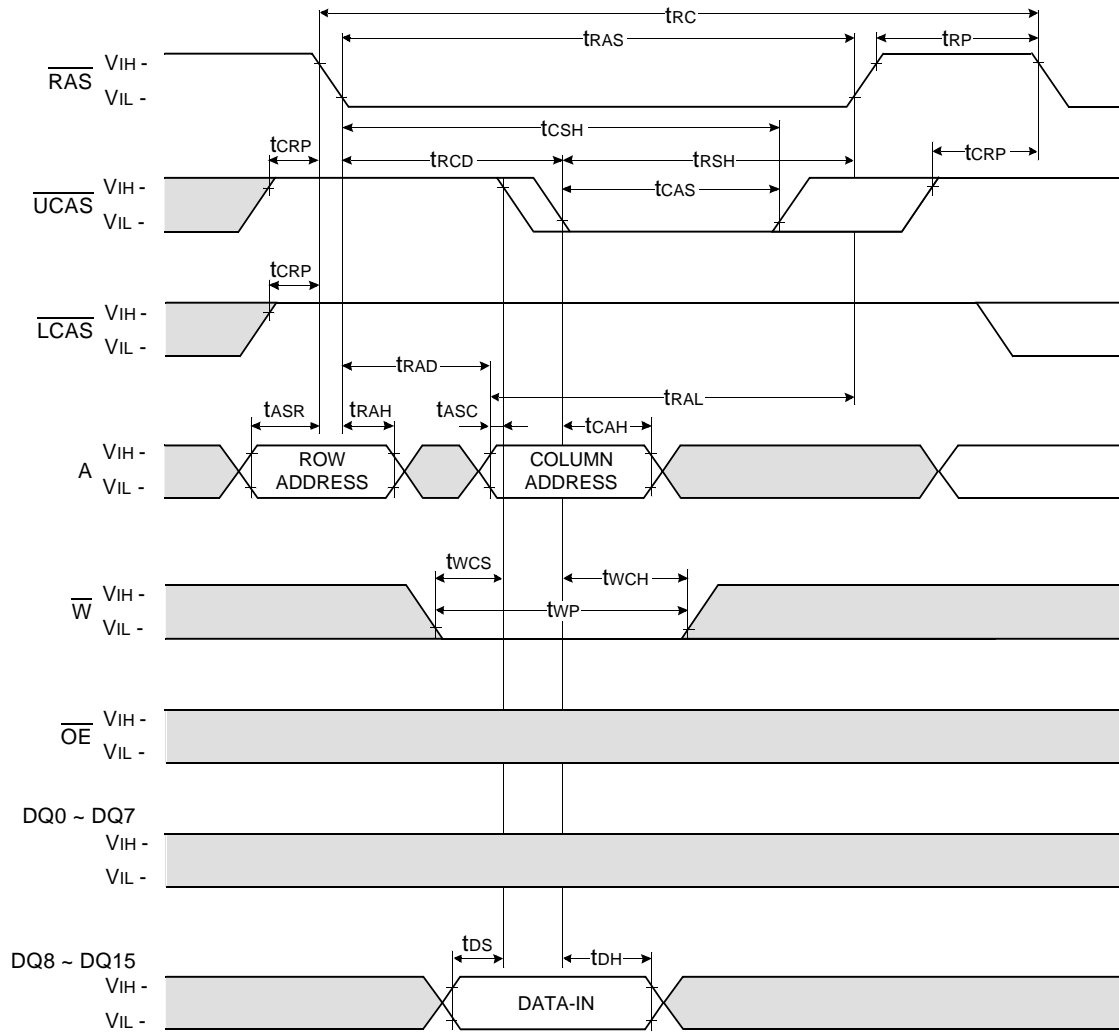 tRC
tRAS
tRP
RAS
VIH -
VIL -
tCSH
tCRP
tRCD
tRSH
tCRP
tCAS
UCAS
VIH -
VIL -
tCRP
LCAS
VIH -
VIL -
tRAD
tRAL
tASR
tRAH
tASC
tCAH
A
VIH -
VIL -
ROW
ADDRESS
COLUMN
ADDRESS
tWCS
tWCH
tWP
W
VIH -
VIL -
OE
VIH -
VIL -
DQ0 ~ DQ7
VIH -
VIL -
tDS
tDH
DQ8 ~ DQ15
VIH -
VIL -
DATA-IN